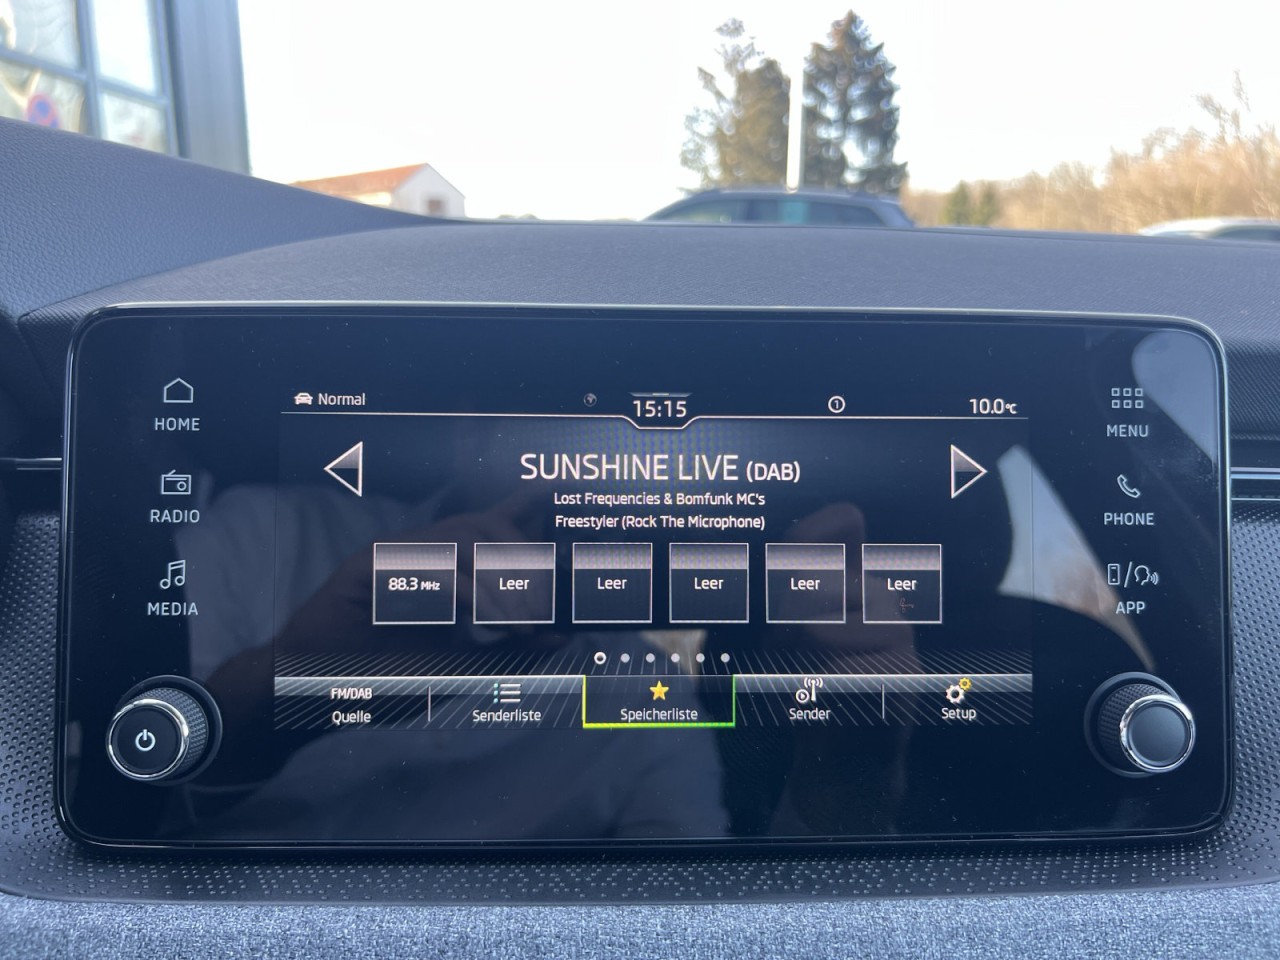 HOME
RADIO
MEDIA
Normal
15:15
1
10.0°C
SUNSHINE LIVE (DAB)
Lost Frequencies & Bomfunk MC's
Freestyler (Rock The Microphone)
88.3 MHz
Leer
Leer
Leer
Leer
Leer
FM/DAB
Quelle
Senderliste
Speicherliste
Sender
Setup
MENU
PHONE
APP